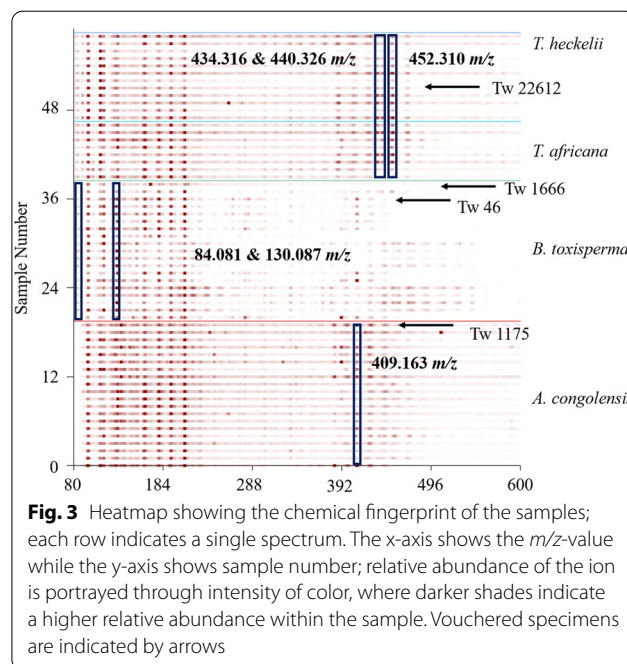 T. heckelii
434.316 & 440.326 m/z
452.310 m/z
Tw 22612
48
T. africana
Tw 1666
36
Tw 46
Sample Number
B. toxisperma
84.081 & 130.087 m/z
24
Tw 1175
409.163 m/z
12
A. congolensis
0
80 184 288 392 496 600
Fig. 3 Heatmap showing the chemical fingerprint of the samples;
each row indicates a single spectrum. The x-axis shows the m/z-value
while the y-axis shows sample number; relative abundance of the ion
is portrayed through intensity of color, where darker shades indicate
a higher relative abundance within the sample. Vouchered specimens
are indicated by arrows